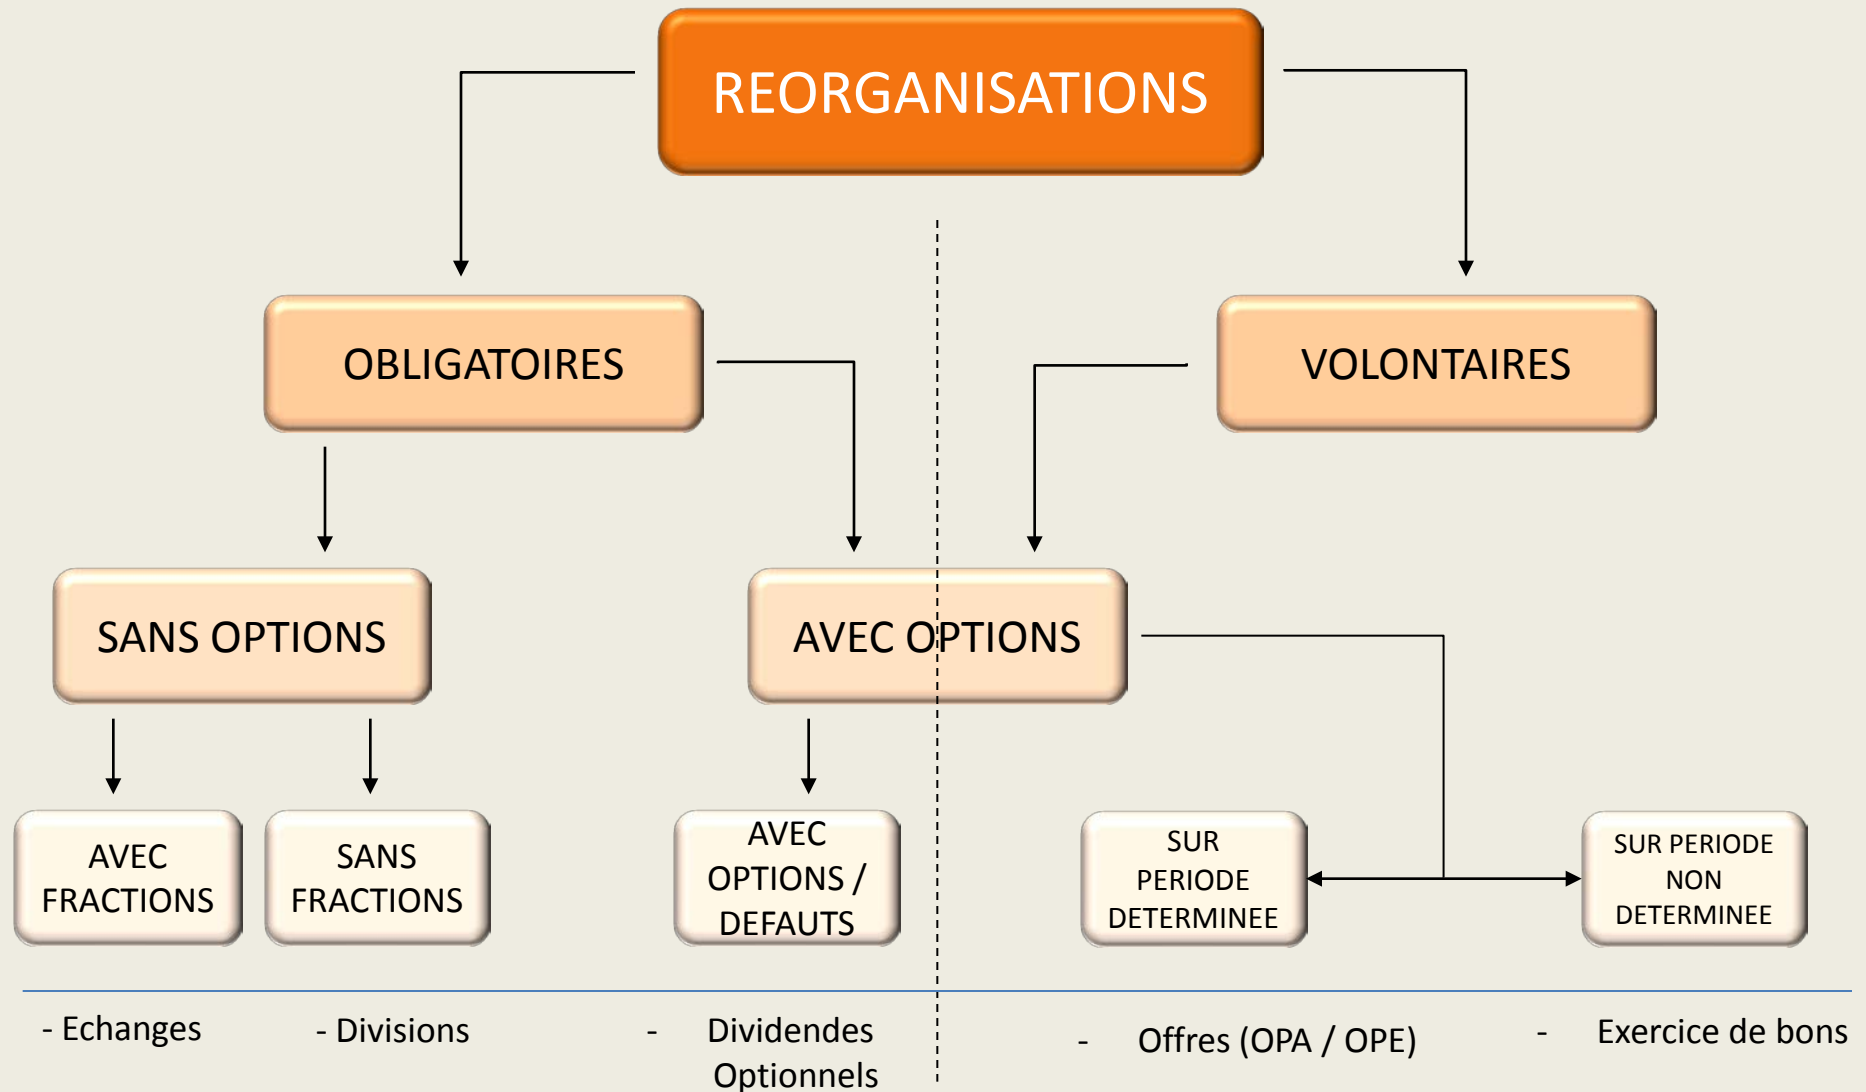 REORGANISATIONS
OBLIGATOIRES
VOLONTAIRES
SANS OPTIONS
AVEC OPTIONS
AVEC
FRACTIONS
SANS
FRACTIONS
AVEC
OPTIONS /
DEFAUTS
SUR
PERIODE
DETERMINEE
SUR PERIODE
NON
DETERMINEE
- Echanges
- Divisions
- Dividendes
Optionnels
- Offres (OPA / OPE)
- Exercice de bons